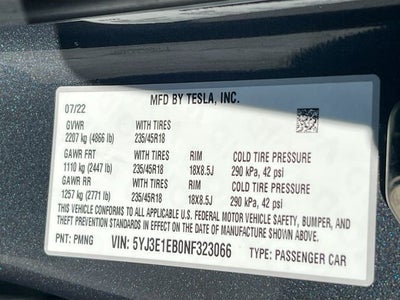 MFD BY TESLA, INC.
07/22
GVWR WITH TIRES
2207 kg (4866 lb) 235/45R18
GAWR FRT WITH TIRES RIM COLD TIRE PRESSURE
1110 kg (2447 lb) 235/45R18 18X8.5J 290 kPa, 42 psi
GAWR RR WITH TIRES RIM COLD TIRE PRESSURE
1257 kg (2771 lb) 235/45R18 18X8.5J 290 kPa, 42 psi
THIS VEHICLE CONFORMS TO ALL APPLICABLE U.S. FEDERAL MOTOR VEHICLE SAFETY, BUMPER, AND
THEFT PREVENTION STANDARDS IN EFFECT ON THE DATE OF MANUFACTURE SHOWN ABOVE.
PNT: PMNG VIN: 5YJ3E1EB0NF323066 TYPE: PASSENGER CAR